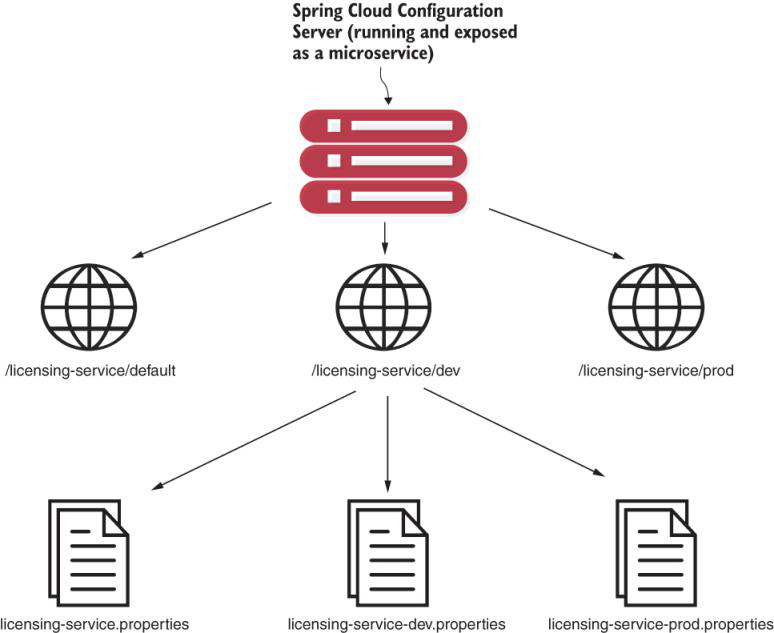 Spring Cloud Configuration
Server (running and exposed
as a microservice)
/licensing-service/default
/licensing-service/dev
/licensing-service/prod
licensing-service.properties
licensing-service-dev.properties
licensing-service-prod.properties